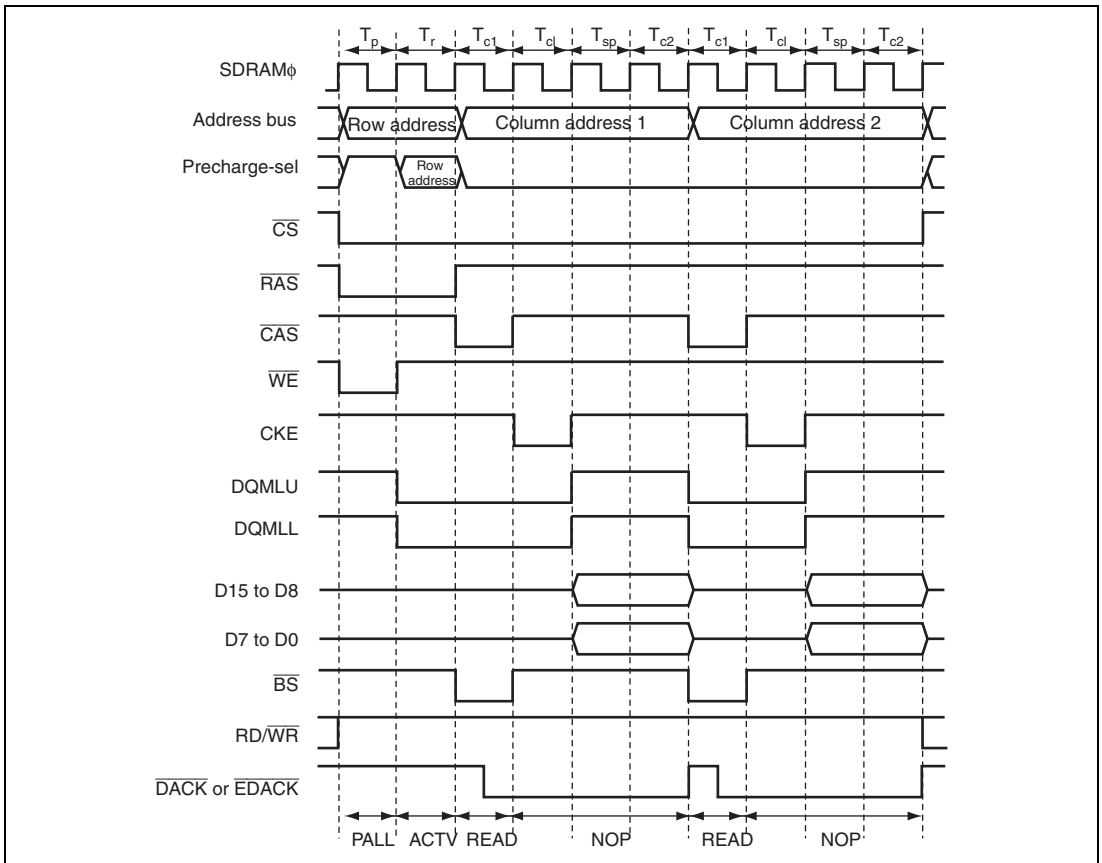 Tp Tr Tc1 Tcl Tsp Tc2 Tc1 Tcl Tsp Tc2
SDRAMφ
Address bus Row address Column address 1 Column address 2
Precharge-sel Row address
CS
RAS
CAS
WE
CKE
DQMLU
DQMLL
D15 to D8
D7 to D0
BS
RD/WR
DACK or EDACK
PALL ACTV READ NOP READ NOP